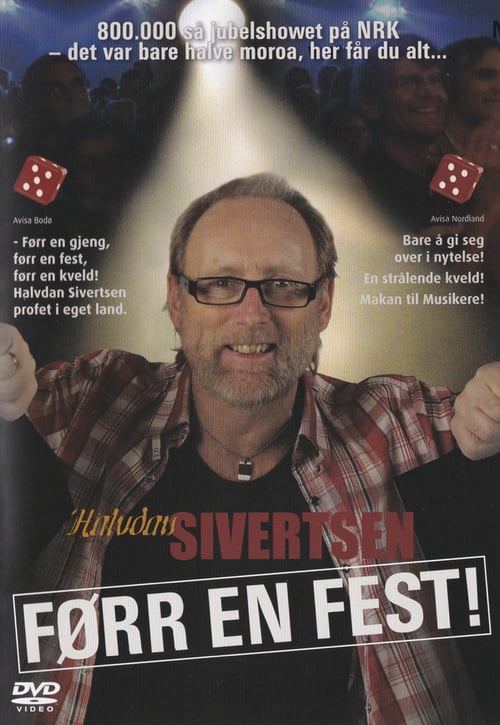 800.000 så jubelshowet på NRK
– det var bare halve moroa, her får du alt...
Avisa Bodø
- Førr en gjeng,
førr en fest,
førr en kveld!
Halvdan Sivertsen
profet i eget land.
Avisa Nordland
Bare å gi seg
over i nytelse!
En strålende kveld!
Makan til Musikere!
Halvdan SIVERTSEN
FØRR EN FEST!
DVD
VIDEO